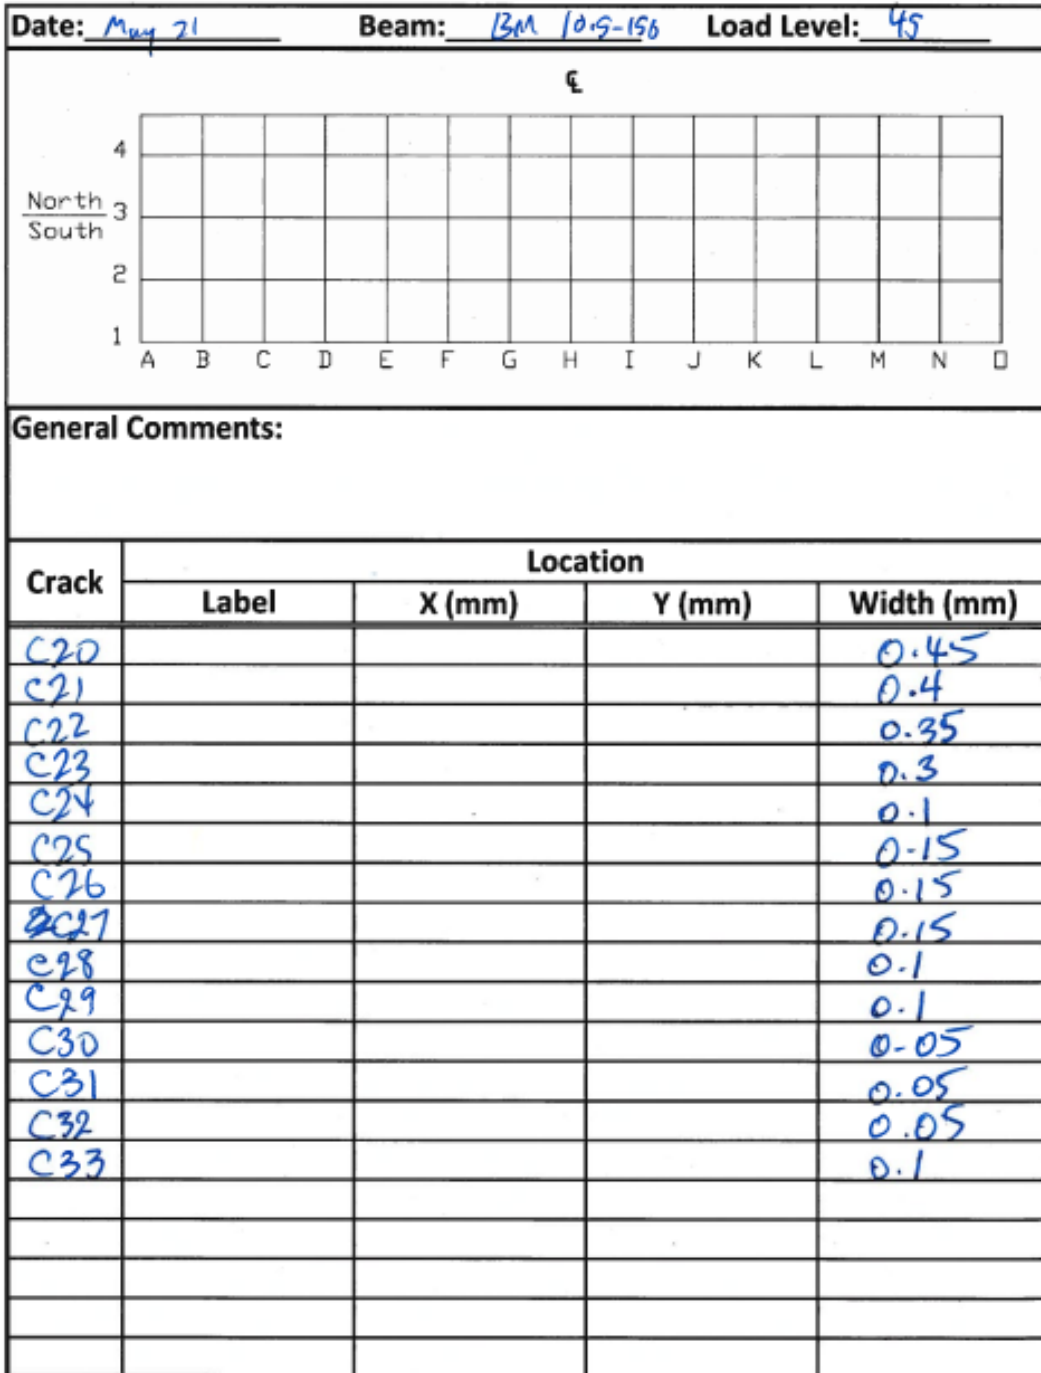 Date: May 21 Beam: BM 10.5-150 Load Level: 45
℄
4
North 3
South
2
1
A B C D E F G H I J K L M N O
General Comments:
Crack Location
Label X (mm) Y (mm) Width (mm)
C20 0.45
C21 0.4
C22 0.35
C23 0.3
C24 0.1
C25 0.15
C26 0.15
C27 0.15
C28 0.1
C29 0.1
C30 0.05
C31 0.05
C32 0.05
C33 0.1